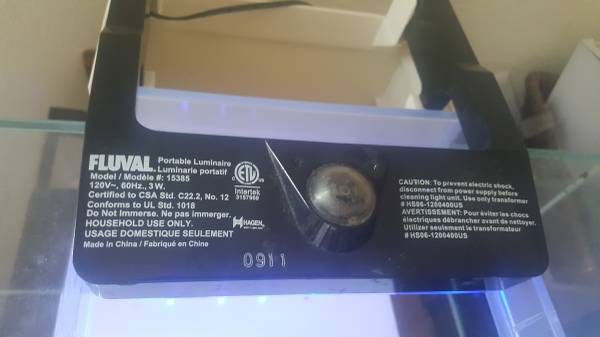 FLUVAL Portable Luminaire
Luminarie portatif
Model / Modèle #: 15385
120V~, 60Hz., 3 W.
Certified to CSA Std. C22.2, No. 12
Conforms to UL Std. 1018
Do Not Immerse. Ne pas immerger.
HOUSEHOLD USE ONLY.
USAGE DOMESTIQUE SEULEMENT
Made in China / Fabriqué en Chine
ETL
Intertek
3157969
HAGEN
0911
CAUTION: To prevent electric shock,
disconnect from power supply before
cleaning light unit. Use only transformer
# HS06-1200400US
AVERTISSEMENT: Pour éviter les chocs
électriques débrancher avant de nettoyer.
Utiliser seulement le transformateur
# HS06-1200400US